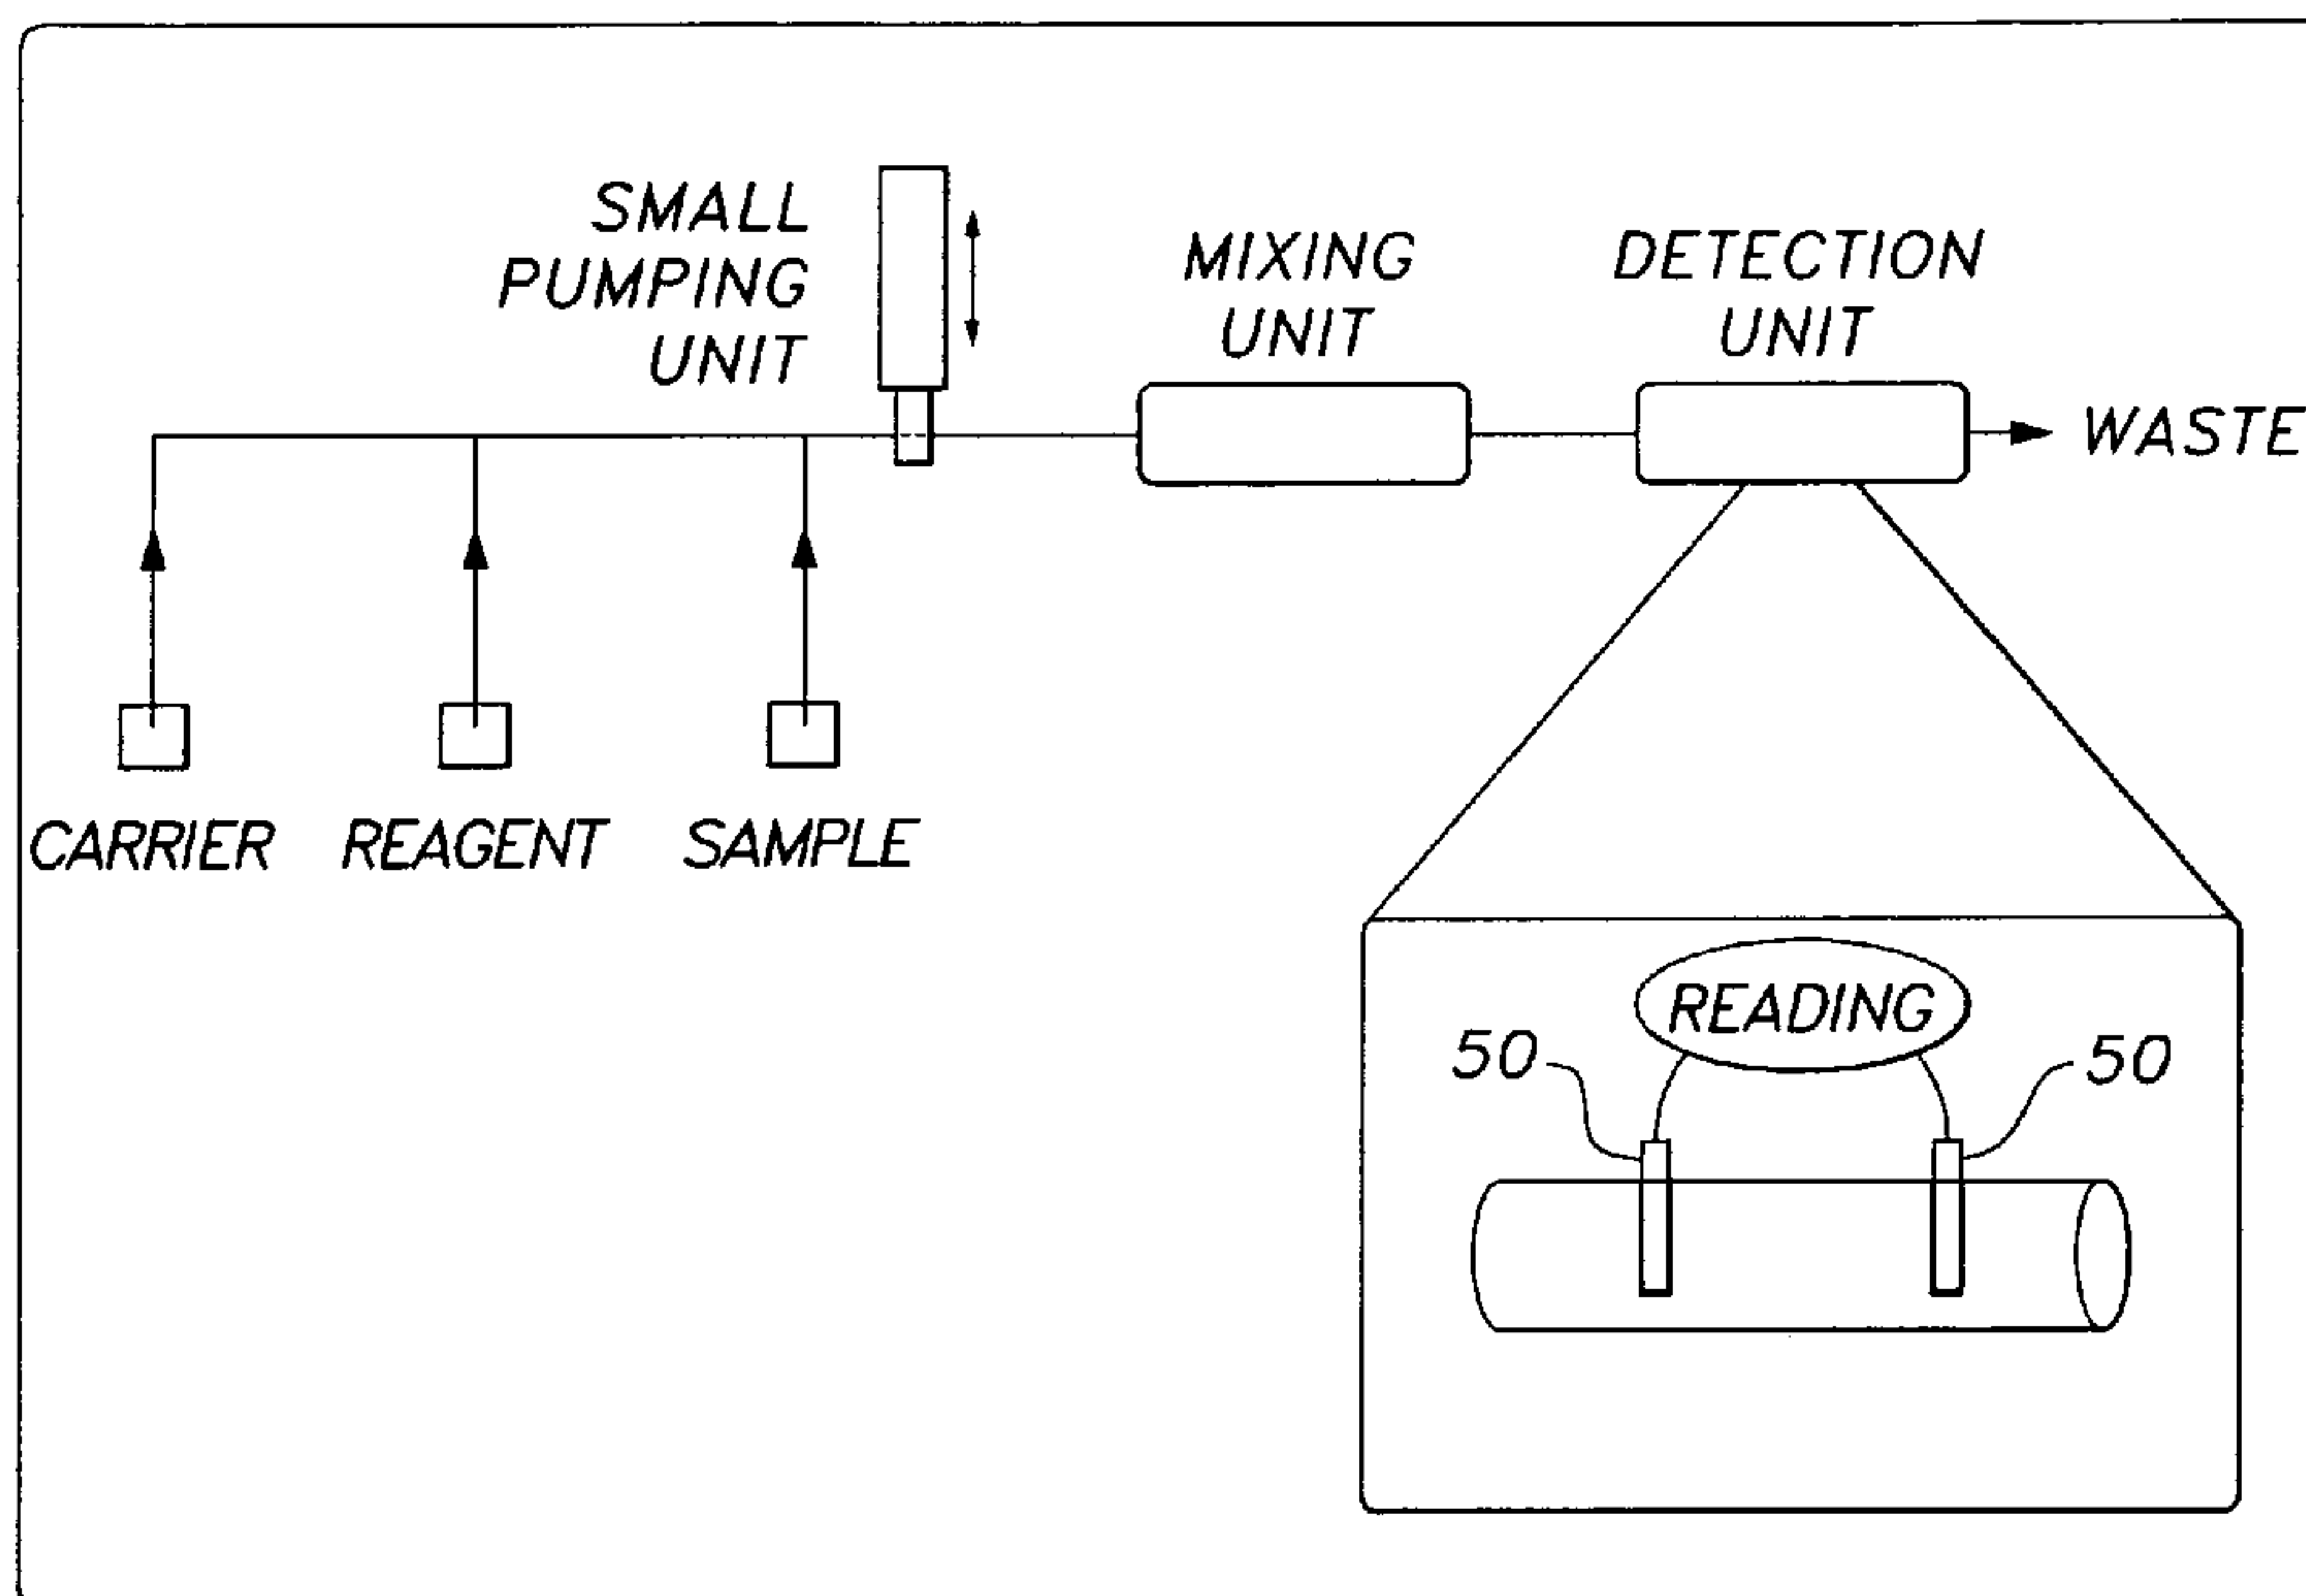 SMALL
PUMPING
UNIT
MIXING
UNIT
DETECTION
UNIT
WASTE
CARRIER
REAGENT
SAMPLE
READING
50
50